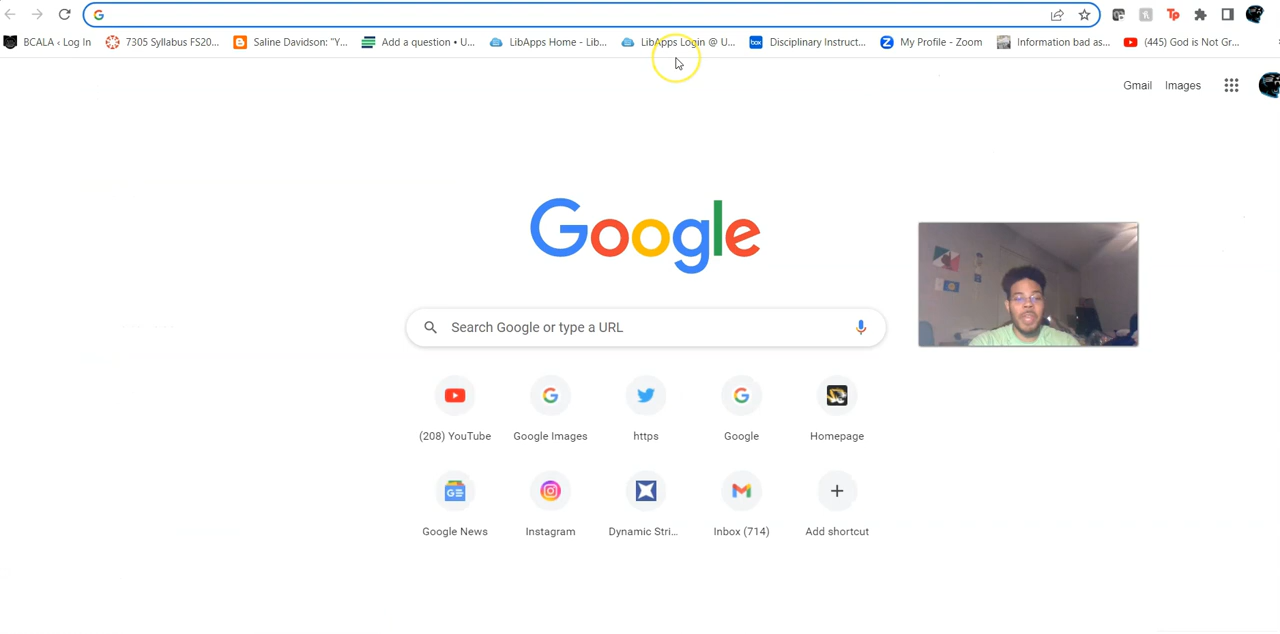 BCALA ‹ Log In 7305 Syllabus FS20... Saline Davidson: "Y... Add a question • U... LibApps Home - Lib... LibApps Login @ U... Disciplinary Instruct... My Profile - Zoom Information bad as... (445) God is Not Gr...
Gmail Images
Google
Search Google or type a URL
(208) YouTube Google Images https Google Homepage
Google News Instagram Dynamic Stri... Inbox (714) Add shortcut